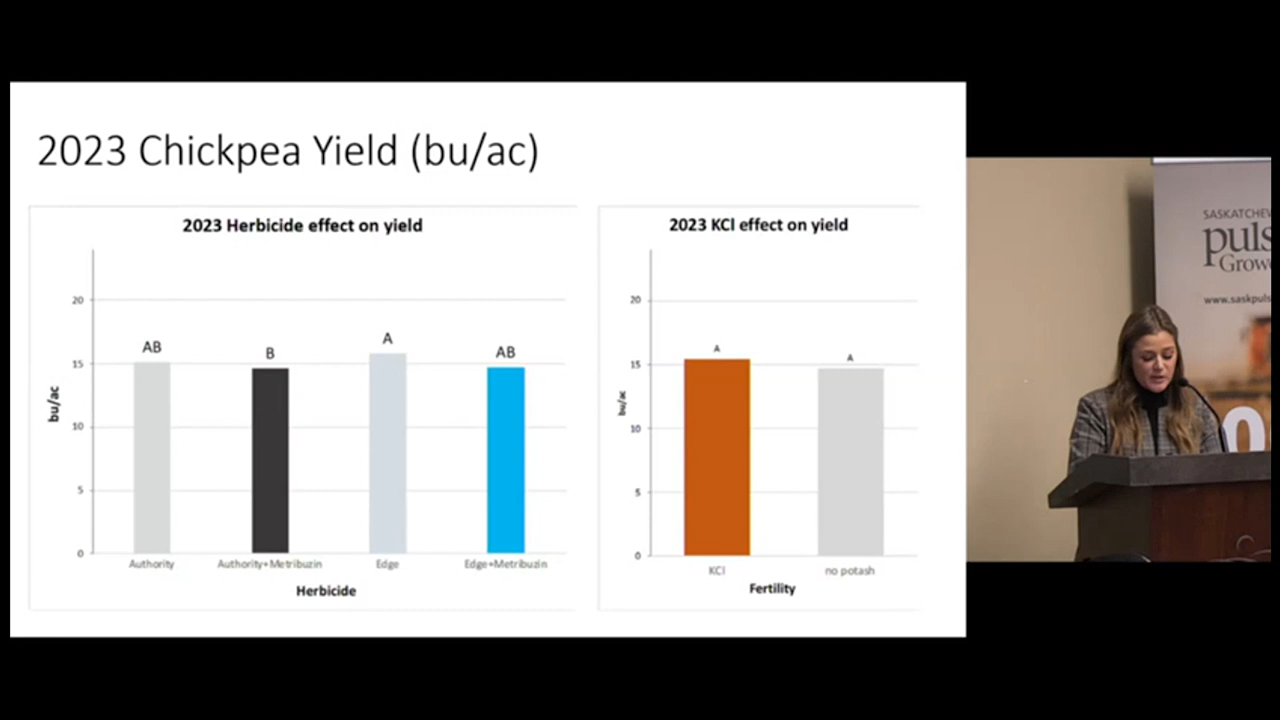 2023 Chickpea Yield (bu/ac)
2023 Herbicide effect on yield
20
15
10
5
0
bu/ac
AB
B
A
AB
Authority
Authority+Metribuzin
Edge
Edge+Metribuzin
Herbicide
2023 KCl effect on yield
20
15
10
5
0
bu/ac
A
A
KCl
no potash
Fertility
SASKATCHEW
puls
Grow
www.saskpuls